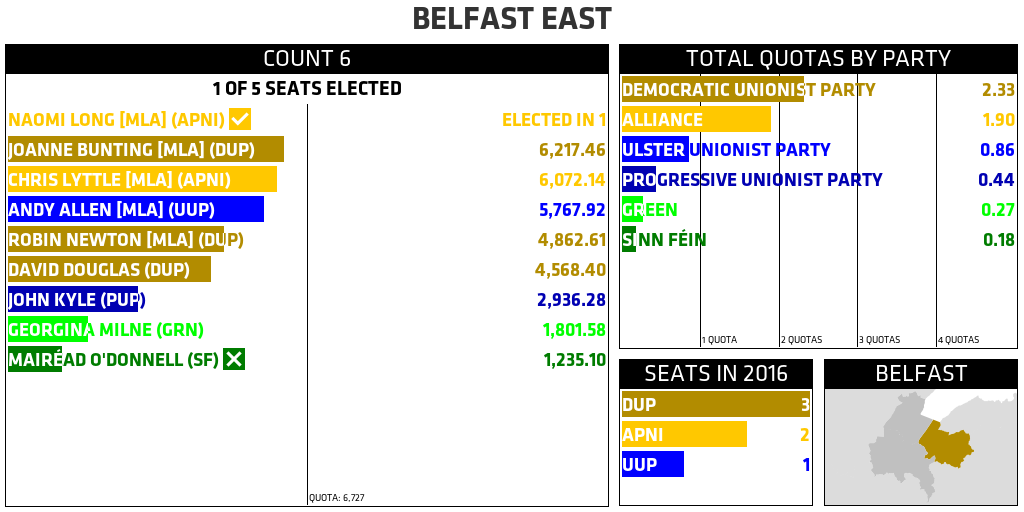 BELFAST EAST
COUNT 6
1 OF 5 SEATS ELECTED
NAOMI LONG [MLA] (APNI) ELECTED IN 1
JOANNE BUNTING [MLA] (DUP) 6,217.46
CHRIS LYTTLE [MLA] (APNI) 6,072.14
ANDY ALLEN [MLA] (UUP) 5,767.92
ROBIN NEWTON [MLA] (DUP) 4,862.61
DAVID DOUGLAS (DUP) 4,568.40
JOHN KYLE (PUP) 2,936.28
GEORGINA MILNE (GRN) 1,801.58
MAIRÉAD O'DONNELL (SF) 1,235.10
QUOTA: 6,727
TOTAL QUOTAS BY PARTY
DEMOCRATIC UNIONIST PARTY 2.33
ALLIANCE 1.90
ULSTER UNIONIST PARTY 0.86
PROGRESSIVE UNIONIST PARTY 0.44
GREEN 0.27
SINN FÉIN 0.18
1 QUOTA 2 QUOTAS 3 QUOTAS 4 QUOTAS
SEATS IN 2016
DUP 3
APNI 2
UUP 1
BELFAST